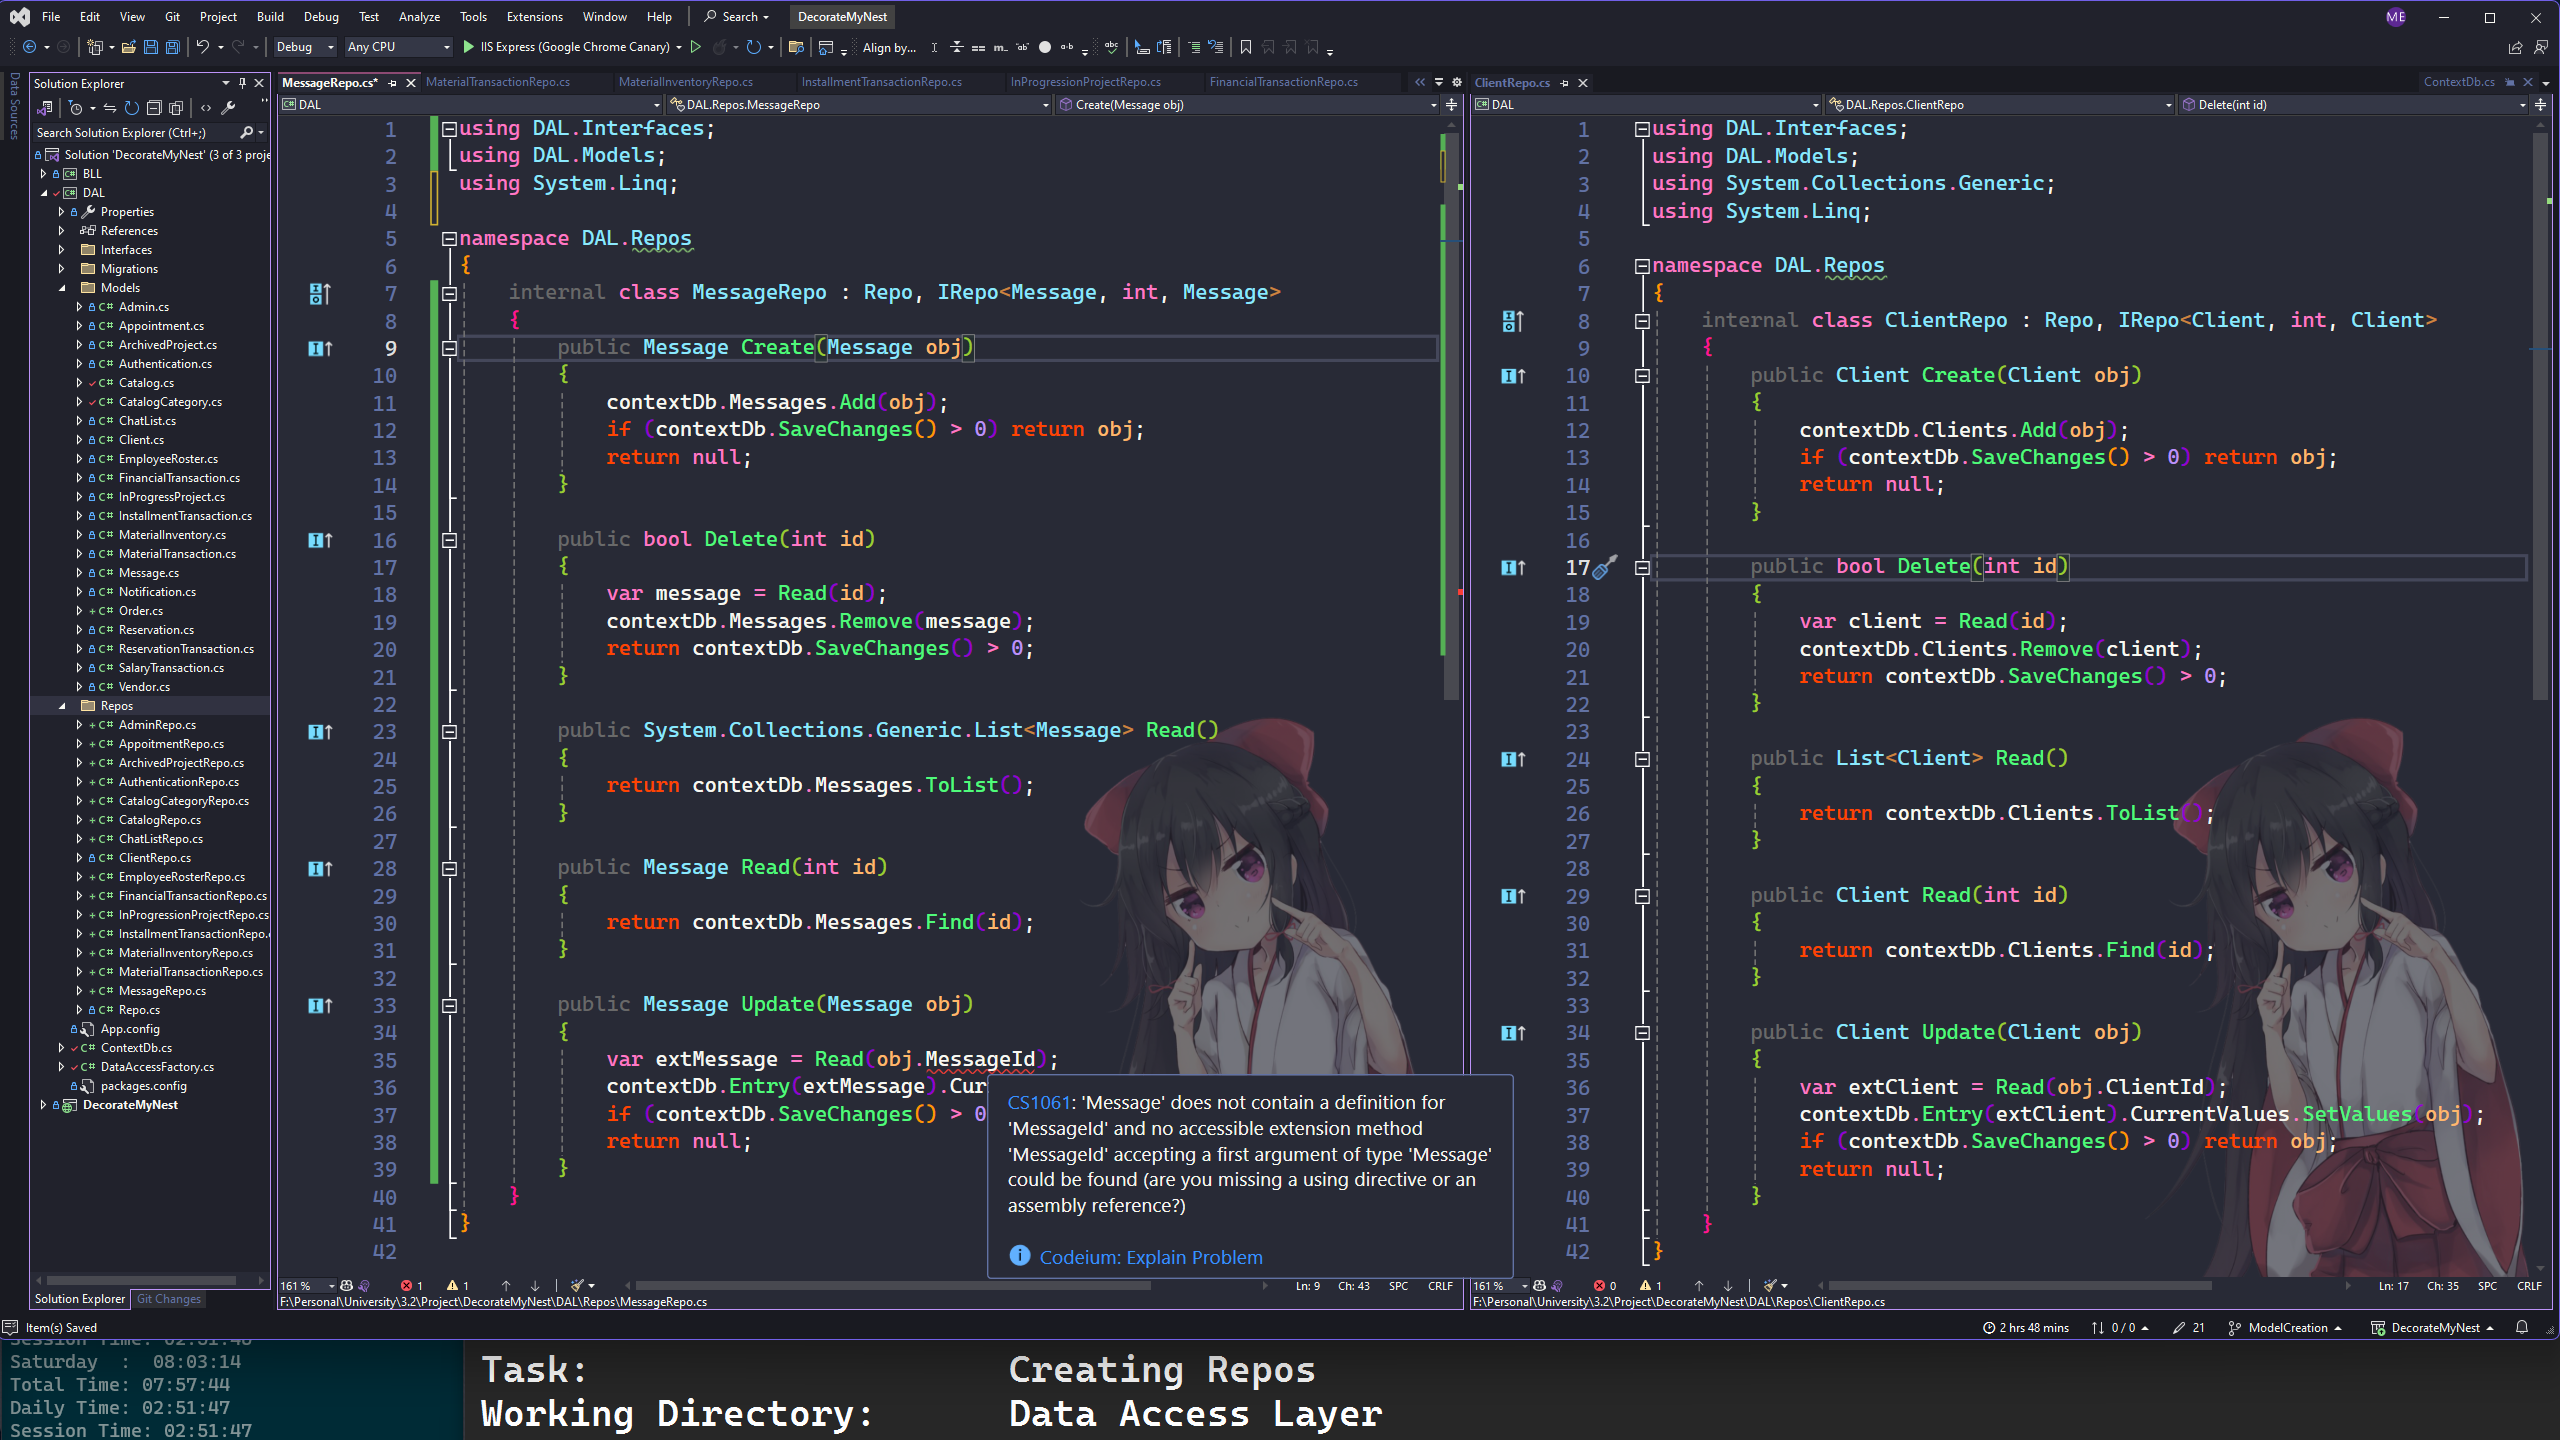 File Edit View Git Project Build Debug Test Analyze Tools Extensions Window Help Search DecorateMyNest ME
Debug Any CPU IIS Express (Google Chrome Canary) Align by...
Data Sources
Solution Explorer
Search Solution Explorer (Ctrl+;)
Solution 'DecorateMyNest' (3 of 3 proje
BLL
DAL
Properties
References
Interfaces
Migrations
Models
C# Admin.cs
C# Appointment.cs
C# ArchivedProject.cs
C# Authentication.cs
C# Catalog.cs
C# CatalogCategory.cs
C# ChatList.cs
C# Client.cs
C# EmployeeRoster.cs
C# FinancialTransaction.cs
C# InProgressProject.cs
C# InstallmentTransaction.cs
C# MaterialInventory.cs
C# MaterialTransaction.cs
C# Message.cs
C# Notification.cs
C# Order.cs
C# Reservation.cs
C# ReservationTransaction.cs
C# SalaryTransaction.cs
C# Vendor.cs
Repos
C# AdminRepo.cs
C# AppoitmentRepo.cs
C# ArchivedProjectRepo.cs
C# AuthenticationRepo.cs
C# CatalogCategoryRepo.cs
C# CatalogRepo.cs
C# ChatListRepo.cs
C# ClientRepo.cs
C# EmployeeRosterRepo.cs
C# FinancialTransactionRepo.cs
C# InProgressionProjectRepo.cs
C# InstallmentTransactionRepo.
C# MaterialInventoryRepo.cs
C# MaterialTransactionRepo.cs
C# MessageRepo.cs
C# Repo.cs
App.config
C# ContextDb.cs
C# DataAccessFactory.cs
packages.config
DecorateMyNest
Solution Explorer Git Changes
MessageRepo.cs* MaterialTransactionRepo.cs MaterialInventoryRepo.cs InstallmentTransactionRepo.cs InProgressionProjectRepo.cs FinancialTransactionRepo.cs
DAL DAL.Repos.MessageRepo Create(Message obj)
1 using DAL.Interfaces;
2 using DAL.Models;
3 using System.Linq;
4
5 namespace DAL.Repos
6 {
7 internal class MessageRepo : Repo, IRepo<Message, int, Message>
8 {
9 public Message Create(Message obj)
10 {
11 contextDb.Messages.Add(obj);
12 if (contextDb.SaveChanges() > 0) return obj;
13 return null;
14 }
15
16 public bool Delete(int id)
17 {
18 var message = Read(id);
19 contextDb.Messages.Remove(message);
20 return contextDb.SaveChanges() > 0;
21 }
22
23 public System.Collections.Generic.List<Message> Read()
24 {
25 return contextDb.Messages.ToList();
26 }
27
28 public Message Read(int id)
29 {
30 return contextDb.Messages.Find(id);
31 }
32
33 public Message Update(Message obj)
34 {
35 var extMessage = Read(obj.MessageId);
36 contextDb.Entry(extMessage).Cur
37 if (contextDb.SaveChanges() > 0
38 return null;
39 }
40 }
41 }
42
CS1061: 'Message' does not contain a definition for
'MessageId' and no accessible extension method
'MessageId' accepting a first argument of type 'Message'
could be found (are you missing a using directive or an
assembly reference?)
Codeium: Explain Problem
161 % 1 1 Ln: 9 Ch: 43 SPC CRLF
F:\Personal\University\3.2\Project\DecorateMyNest\DAL\Repos\MessageRepo.cs
ClientRepo.cs ContextDb.cs
DAL DAL.Repos.ClientRepo Delete(int id)
1 using DAL.Interfaces;
2 using DAL.Models;
3 using System.Collections.Generic;
4 using System.Linq;
5
6 namespace DAL.Repos
7 {
8 internal class ClientRepo : Repo, IRepo<Client, int, Client>
9 {
10 public Client Create(Client obj)
11 {
12 contextDb.Clients.Add(obj);
13 if (contextDb.SaveChanges() > 0) return obj;
14 return null;
15 }
16
17 public bool Delete(int id)
18 {
19 var client = Read(id);
20 contextDb.Clients.Remove(client);
21 return contextDb.SaveChanges() > 0;
22 }
23
24 public List<Client> Read()
25 {
26 return contextDb.Clients.ToList();
27 }
28
29 public Client Read(int id)
30 {
31 return contextDb.Clients.Find(id);
32 }
33
34 public Client Update(Client obj)
35 {
36 var extClient = Read(obj.ClientId);
37 contextDb.Entry(extClient).CurrentValues.SetValues(obj);
38 if (contextDb.SaveChanges() > 0) return obj;
39 return null;
40 }
41 }
42 }
161 % 0 1 Ln: 17 Ch: 35 SPC CRLF
F:\Personal\University\3.2\Project\DecorateMyNest\DAL\Repos\ClientRepo.cs
Item(s) Saved 2 hrs 48 mins 0 / 0 21 ModelCreation DecorateMyNest
Saturday : 08:03:14
Total Time: 07:57:44
Daily Time: 02:51:47
Session Time: 02:51:47
Task: Creating Repos
Working Directory: Data Access Layer